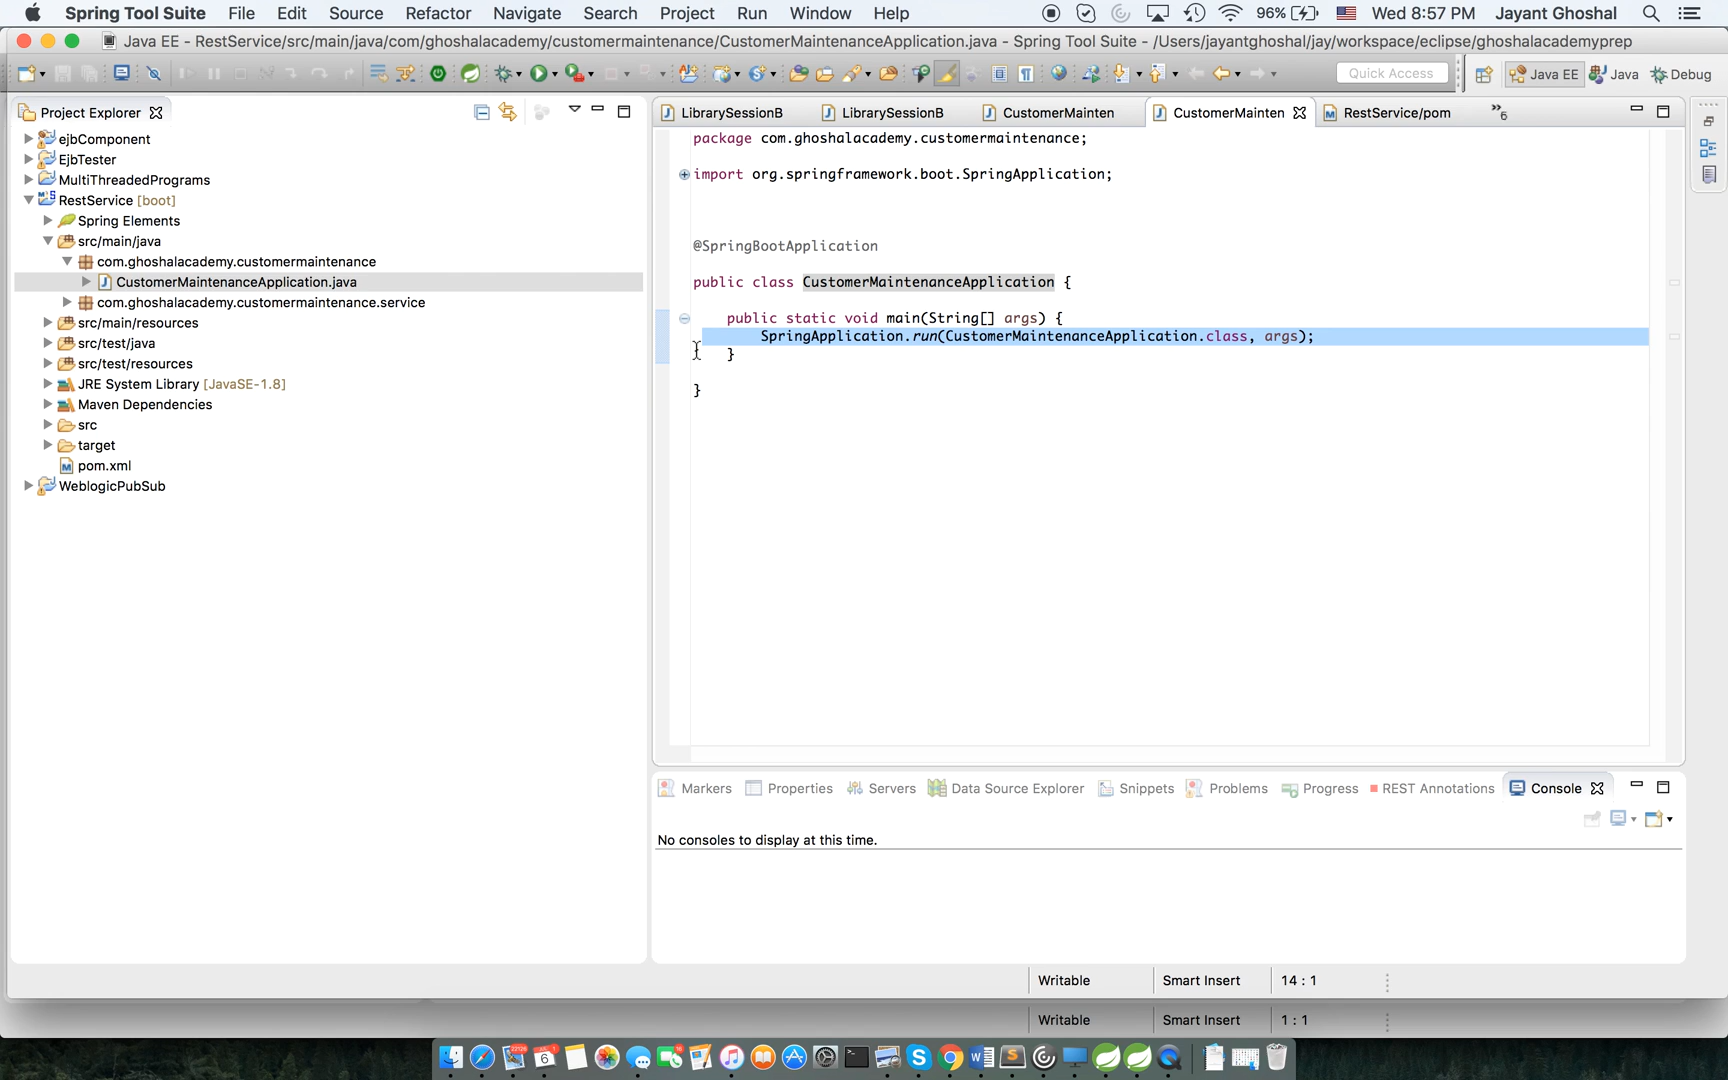 Spring Tool Suite File Edit Source Refactor Navigate Search Project Run Window Help 96% Wed 8:57 PM Jayant Ghoshal
Java EE - RestService/src/main/java/com/ghoshalacademy/customermaintenance/CustomerMaintenanceApplication.java - Spring Tool Suite - /Users/jayantghoshal/jay/workspace/eclipse/ghoshalacademyprep
Quick Access Java EE Java Debug
Project Explorer
ejbComponent
EjbTester
MultiThreadedPrograms
RestService [boot]
Spring Elements
src/main/java
com.ghoshalacademy.customermaintenance
CustomerMaintenanceApplication.java
com.ghoshalacademy.customermaintenance.service
src/main/resources
src/test/java
src/test/resources
JRE System Library [JavaSE-1.8]
Maven Dependencies
src
target
pom.xml
WeblogicPubSub
LibrarySessionB LibrarySessionB CustomerMainten CustomerMainten RestService/pom 6
package com.ghoshalacademy.customermaintenance;
import org.springframework.boot.SpringApplication;
@SpringBootApplication
public class CustomerMaintenanceApplication {
public static void main(String[] args) {
SpringApplication.run(CustomerMaintenanceApplication.class, args);
}
}
Markers Properties Servers Data Source Explorer Snippets Problems Progress REST Annotations Console
No consoles to display at this time.
Writable Smart Insert 14 : 1
Writable Smart Insert 1 : 1